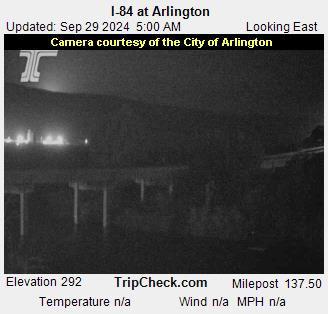 I-84 at Arlington
Updated: Sep 29 2024 5:00 AM Looking East
Camera courtesy of the City of Arlington
Elevation 292 TripCheck.com Milepost 137.50
Temperature n/a Wind n/a MPH n/a